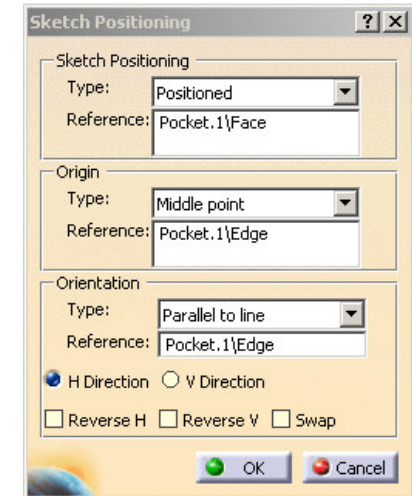 Sketch Positioning
Sketch Positioning
Type: Positioned
Reference: Pocket.1\Face
Origin
Type: Middle point
Reference: Pocket.1\Edge
Orientation
Type: Parallel to line
Reference: Pocket.1\Edge
H Direction V Direction
Reverse H Reverse V Swap
OK Cancel